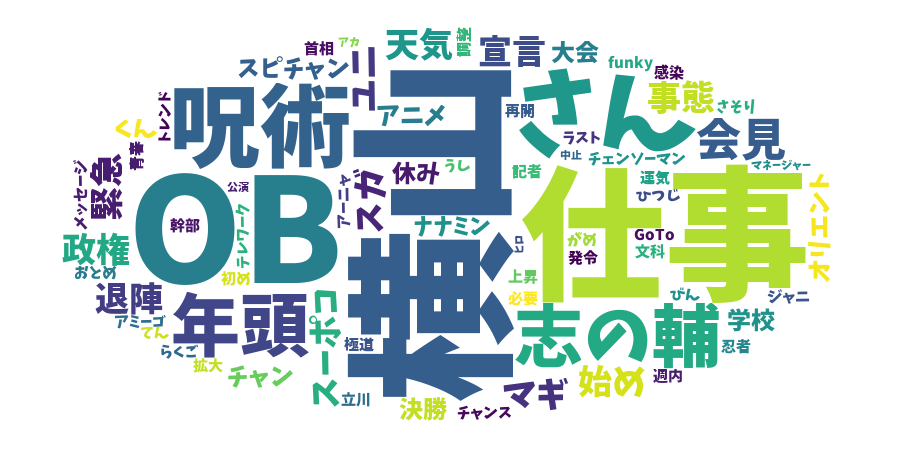 首相
アカ
天気
調整
宣言
大会
funky
感染
スピチャン
ユニ
事態
さそり
呪術
横山
さん
アニメ
再開
トレンド
くん
青春
ラスト
会見
中止
チェンソーマン
マネージャー
緊急
メッセージ
休み
うし
記者
運気
ひつじ
OB
公演
アーニャ
スガ
仕事
オリエント
幹部
テレワーク
ナナミン
がめ
GoTo
政権
ヒロ
発令
文科
おとめ
初め
上昇
退陣
年頭
スーポコ
必要
びん
ジャニ
アミーゴ
てん
志の輔
学校
らくご
極道
忍者
拡大
チャン
マギ
始め
週内
立川
決勝
チャンス